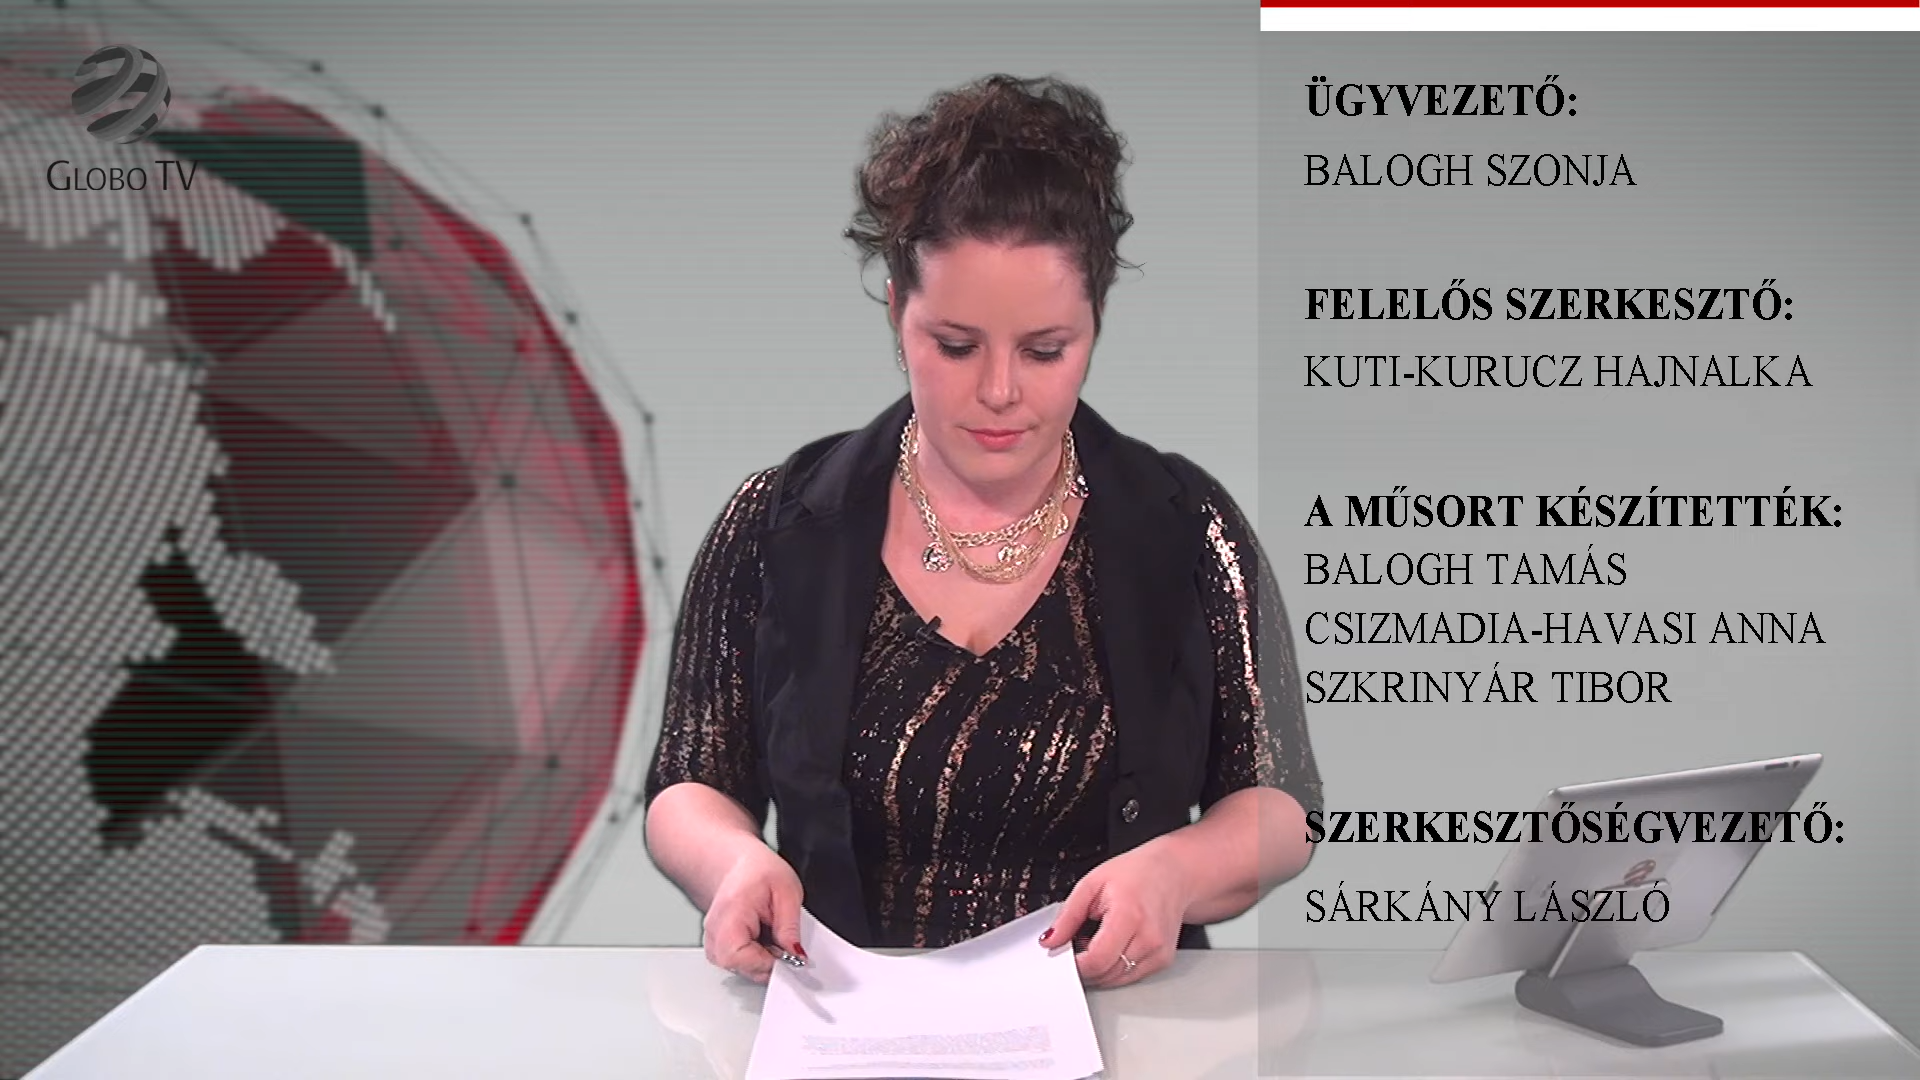 GLOBO TV
ÜGYVEZETŐ:
BALOGH SZONJA
FELELŐS SZERKESZTŐ:
KUTI-KURUCZ HAJNALKA
A MŰSORT KÉSZÍTETTÉK:
BALOGH TAMÁS
CSIZMADIA-HAVASI ANNA
SZKRINYÁR TIBOR
SZERKESZTŐSÉGVEZETŐ:
SÁRKÁNY LÁSZLÓ